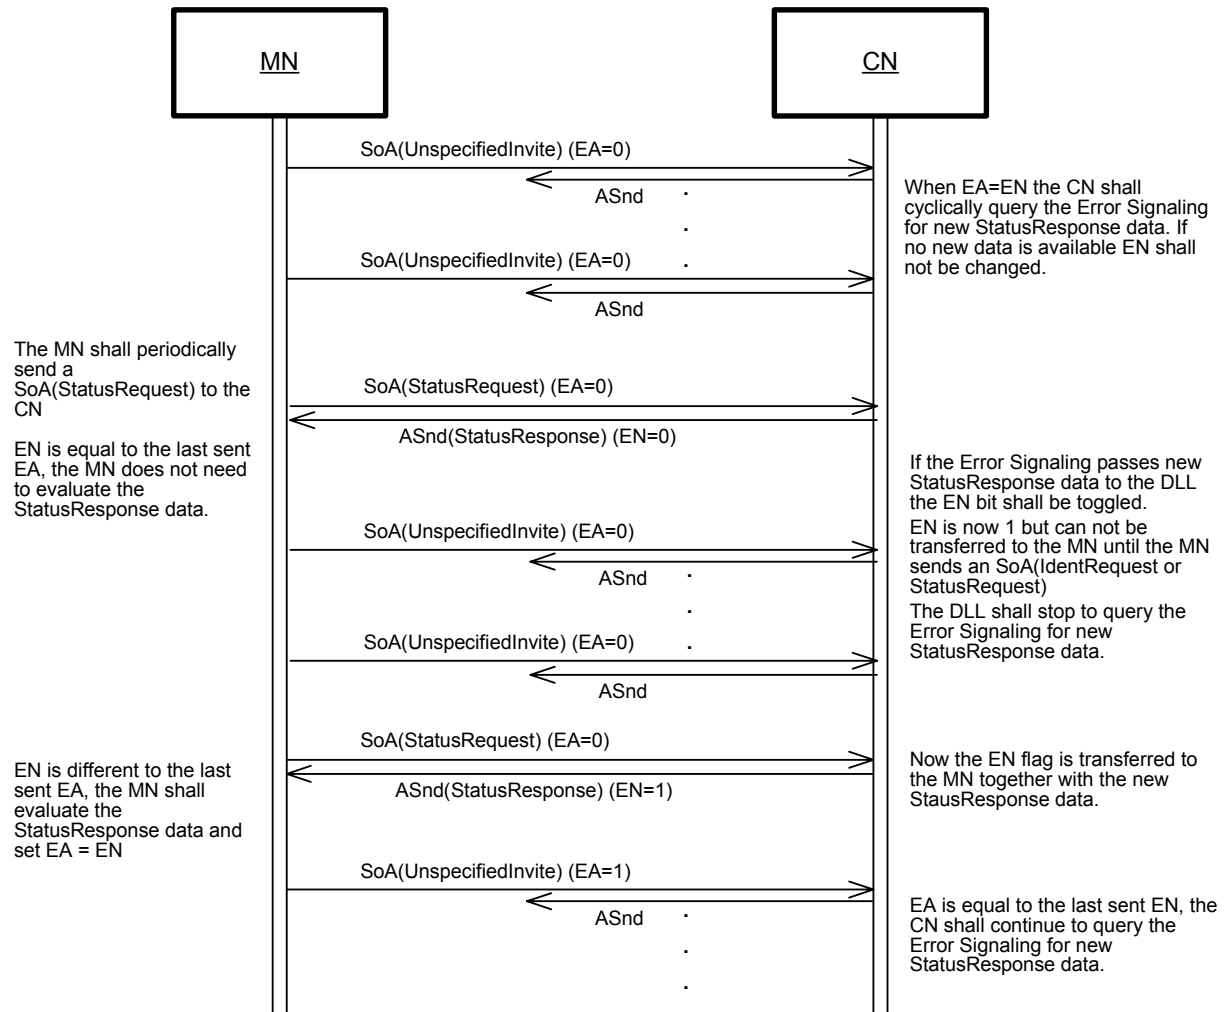 MN
CN
SoA(UnspecifiedInvite) (EA=0)
ASnd
When EA=EN the CN shall
cyclically query the Error Signaling
for new StatusResponse data. If
no new data is available EN shall
not be changed.
SoA(UnspecifiedInvite) (EA=0)
ASnd
The MN shall periodically
send a
SoA(StatusRequest) to the
CN
SoA(StatusRequest) (EA=0)
ASnd(StatusResponse) (EN=0)
EN is equal to the last sent
EA, the MN does not need
to evaluate the
StatusResponse data.
If the Error Signaling passes new
StatusResponse data to the DLL
the EN bit shall be toggled.
EN is now 1 but can not be
transferred to the MN until the MN
sends an SoA(IdentRequest or
StatusRequest)
SoA(UnspecifiedInvite) (EA=0)
ASnd
The DLL shall stop to query the
Error Signaling for new
StatusResponse data.
SoA(UnspecifiedInvite) (EA=0)
ASnd
SoA(StatusRequest) (EA=0)
ASnd(StatusResponse) (EN=1)
Now the EN flag is transferred to
the MN together with the new
StausResponse data.
EN is different to the last
sent EA, the MN shall
evaluate the
StatusResponse data and
set EA = EN
SoA(UnspecifiedInvite) (EA=1)
ASnd
EA is equal to the last sent EN, the
CN shall continue to query the
Error Signaling for new
StatusResponse data.